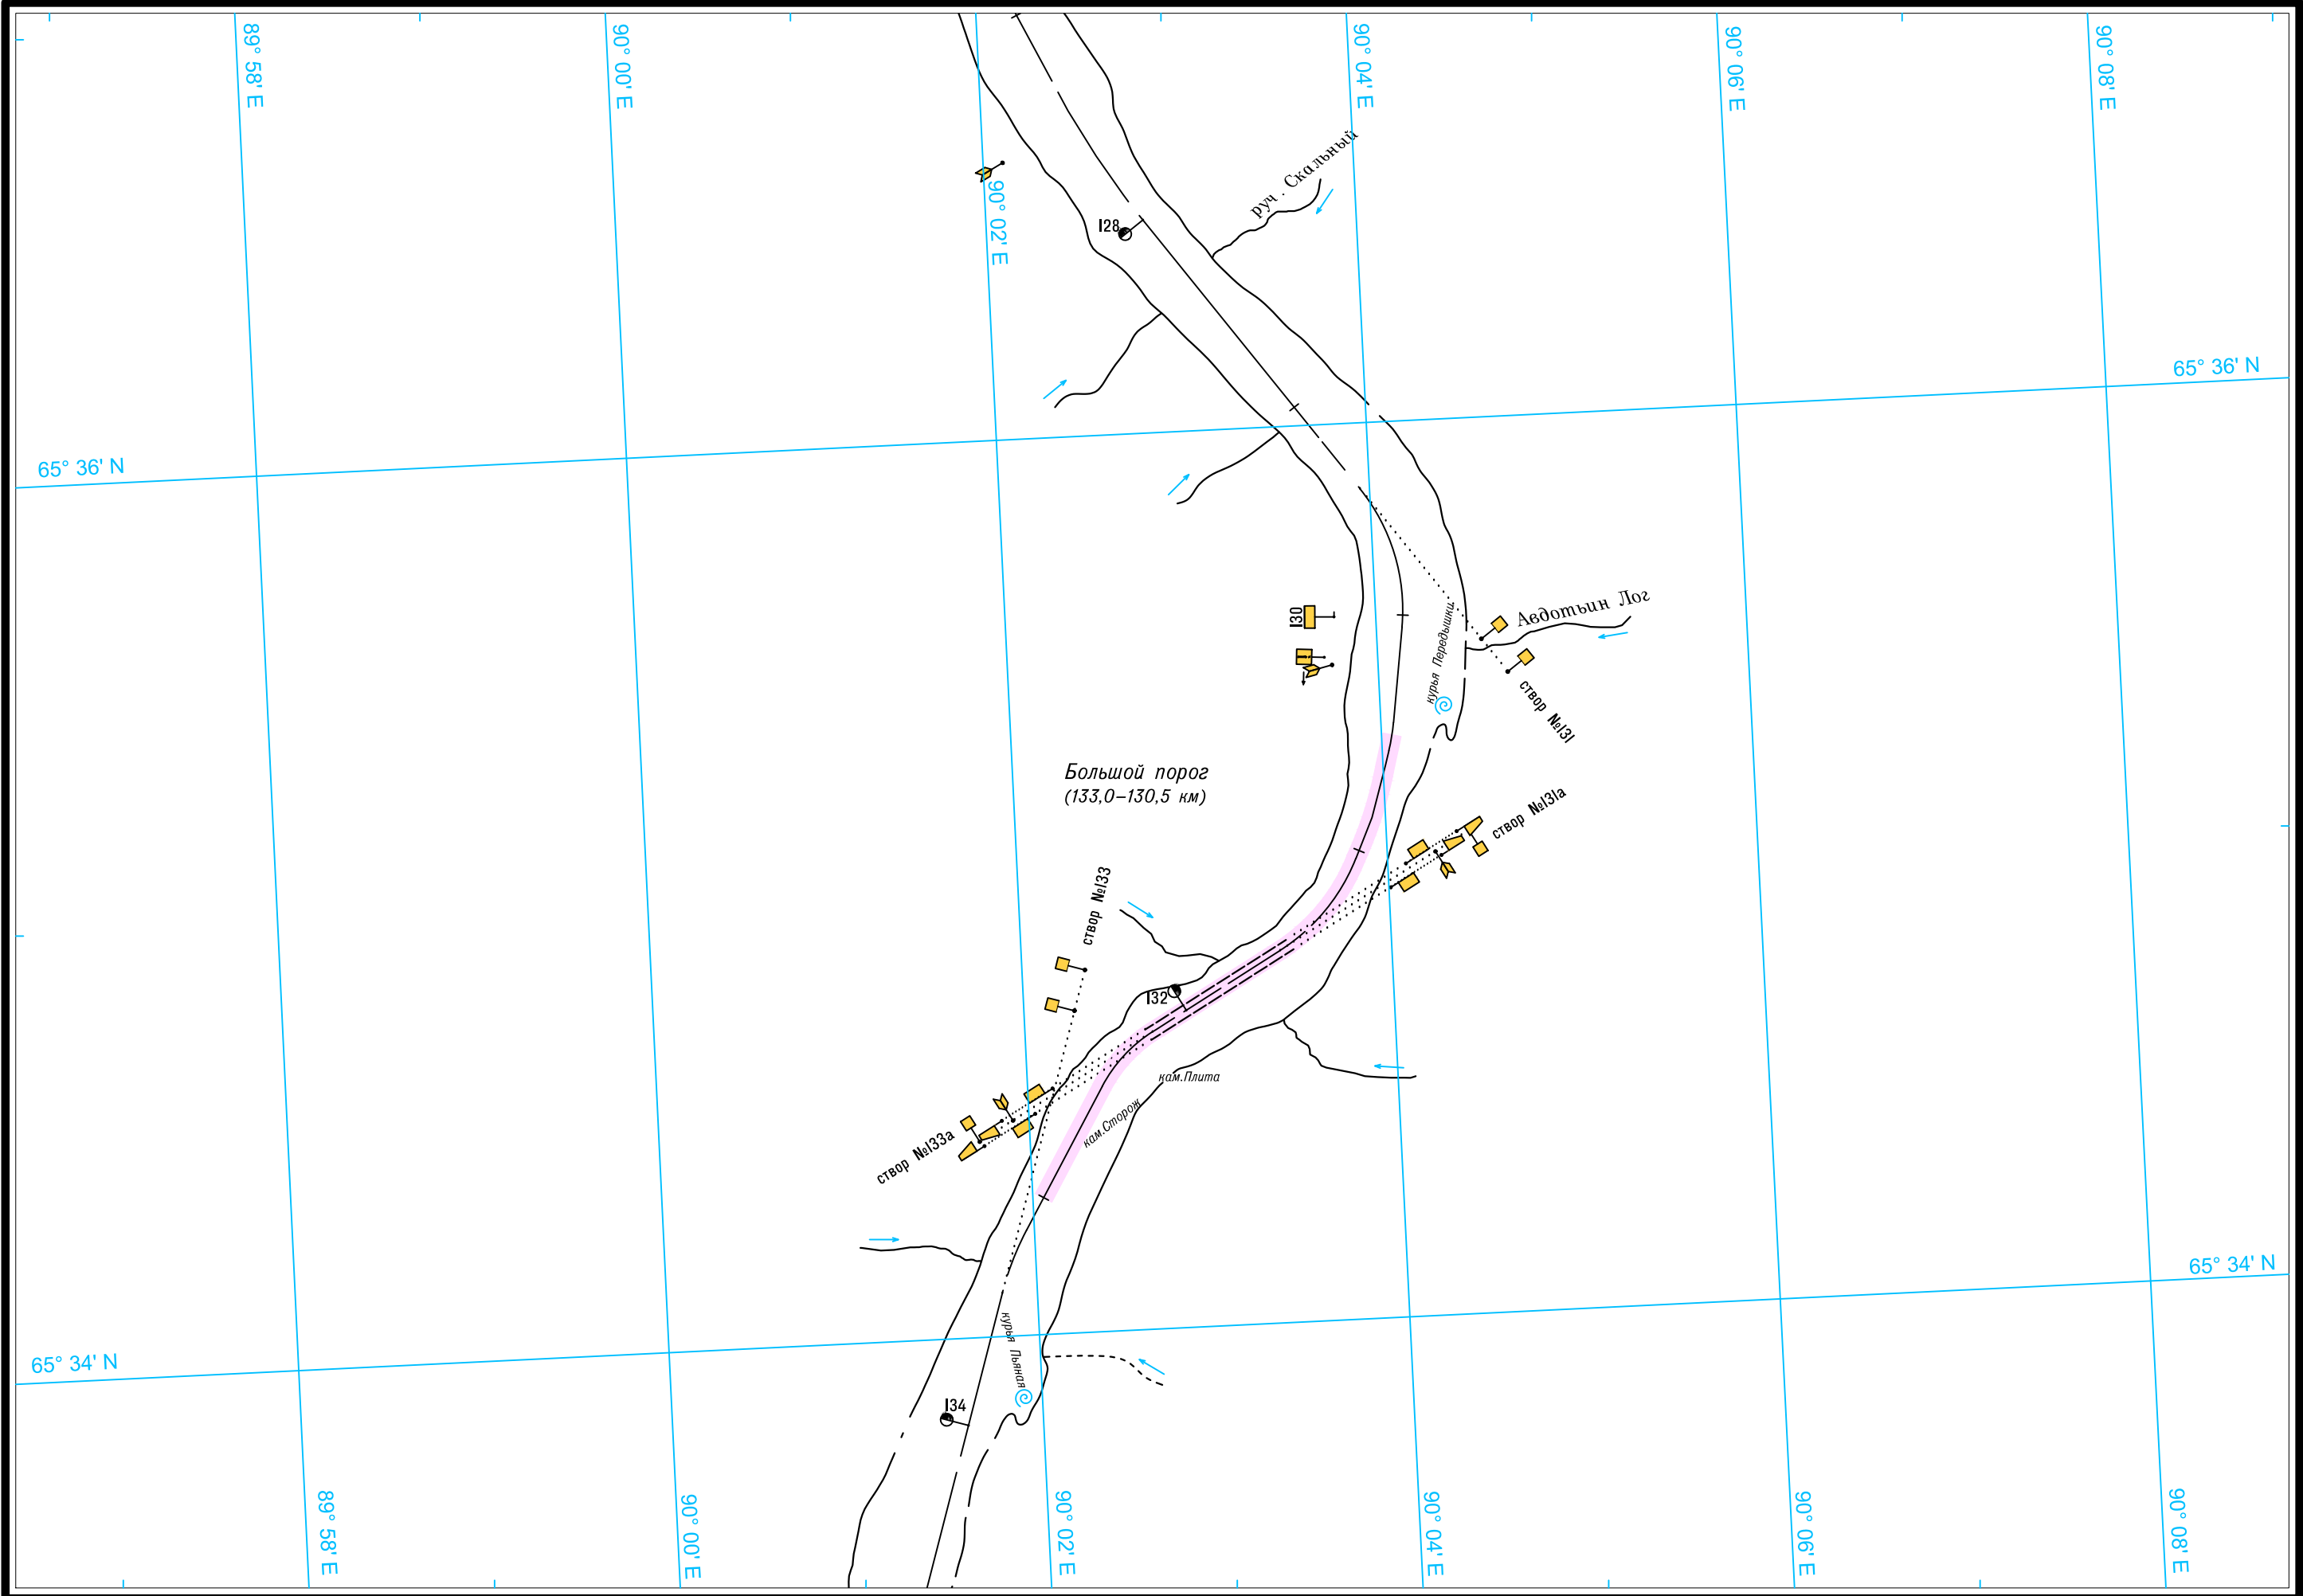 89° 58' E
90° 00' E
90° 04' E
90° 06' E
90° 08' E
руч. Скальный
90° 02' E
128
65° 36' N
65° 36' N
130
Авдотьин Лог
курья Передышки
створ №131
Большой порог
(133,0–130,5 км)
створ №131а
створ №133
132
кам.Плита
кам.Сторож
створ №133а
65° 34' N
курья Пьяная
65° 34' N
134
89° 58' E
90° 00' E
90° 02' E
90° 04' E
90° 06' E
90° 08' E